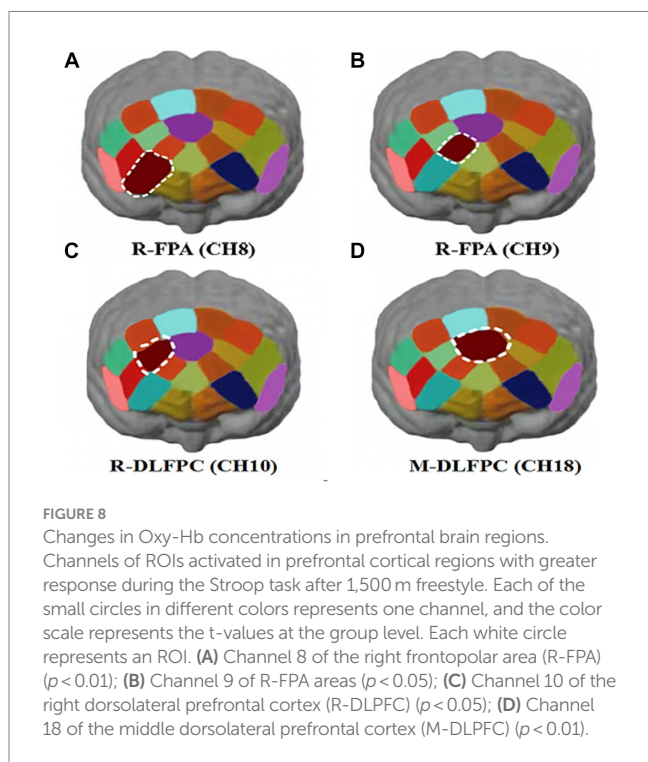 A
B
R-FPA (CH8)
R-FPA (CH9)
C
D
R-DLFPC (CH10)
M-DLFPC (CH18)
FIGURE 8
Changes in Oxy-Hb concentrations in prefrontal brain regions.
Channels of ROIs activated in prefrontal cortical regions with greater
response during the Stroop task after 1,500 m freestyle. Each of the
small circles in different colors represents one channel, and the color
scale represents the t-values at the group level. Each white circle
represents an ROI. (A) Channel 8 of the right frontopolar area (R-FPA)
(p < 0.01); (B) Channel 9 of R-FPA areas (p < 0.05); (C) Channel 10 of the
right dorsolateral prefrontal cortex (R-DLPFC) (p < 0.05); (D) Channel
18 of the middle dorsolateral prefrontal cortex (M-DLPFC) (p < 0.01).